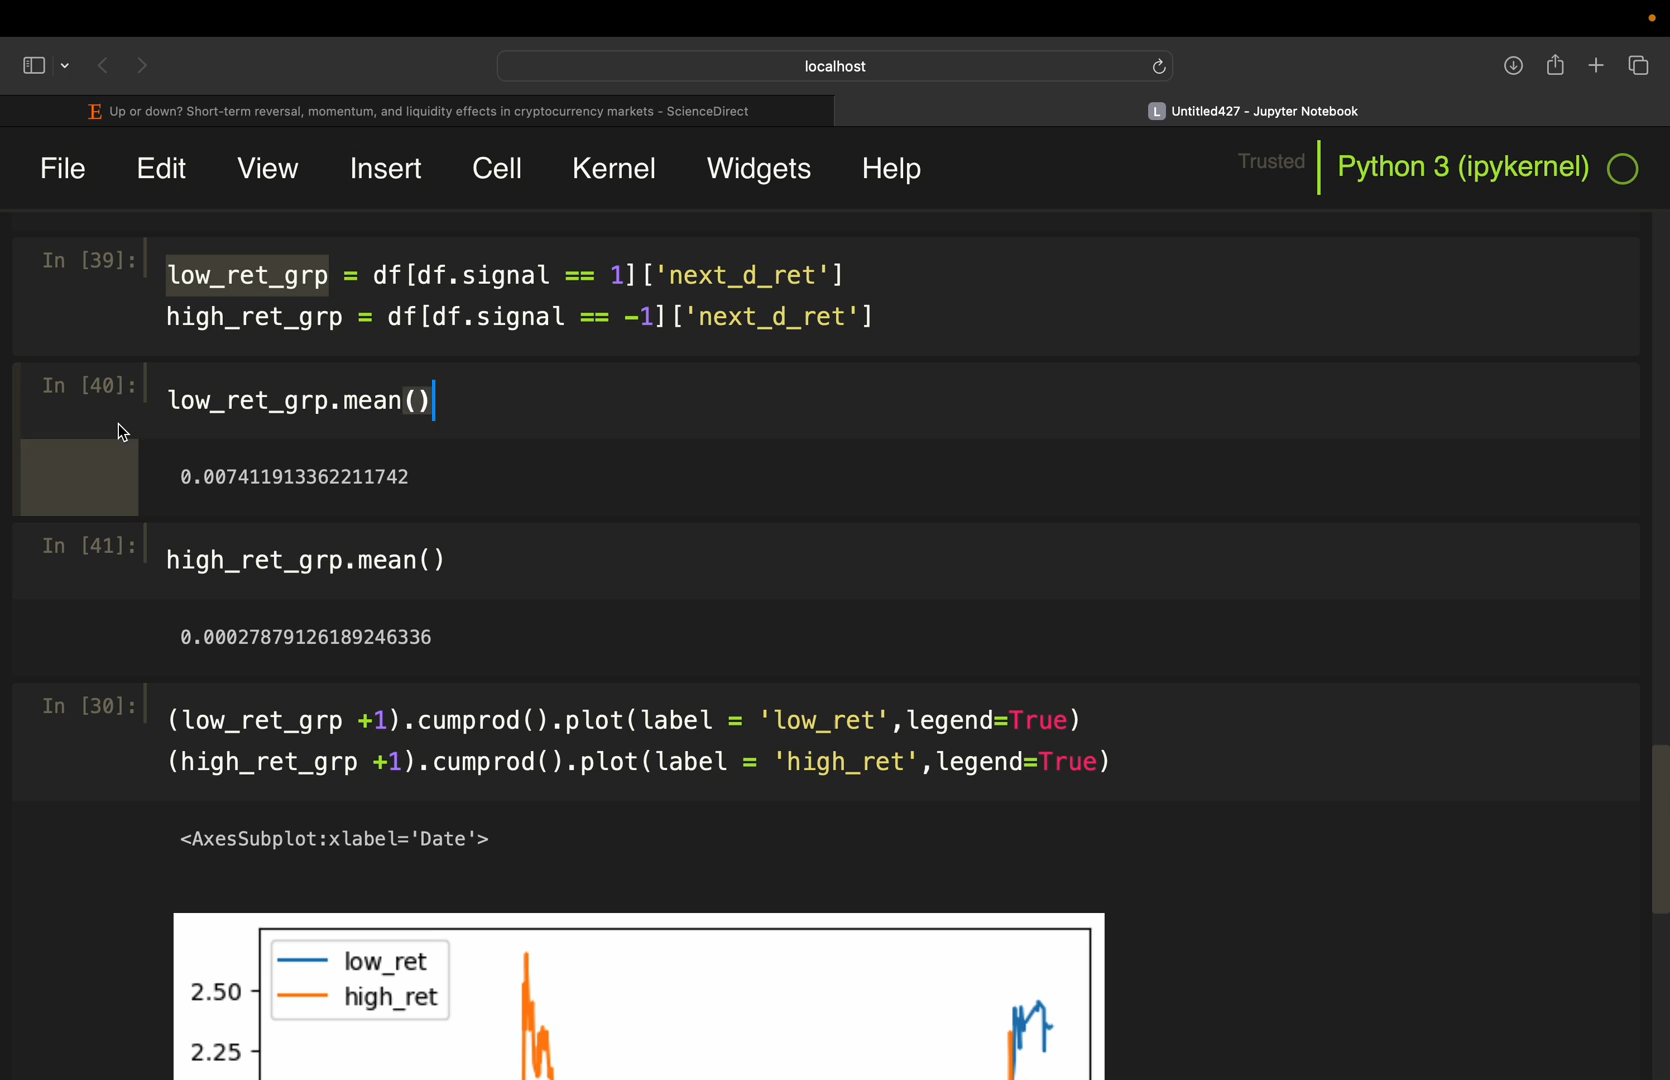 localhost
E Up or down? Short-term reversal, momentum, and liquidity effects in cryptocurrency markets - ScienceDirect
L Untitled427 - Jupyter Notebook
File Edit View Insert Cell Kernel Widgets Help
Trusted
Python 3 (ipykernel)
In [39]:
low_ret_grp = df[df.signal == 1]['next_d_ret']
high_ret_grp = df[df.signal == -1]['next_d_ret']
In [40]:
low_ret_grp.mean()
0.007411913362211742
In [41]:
high_ret_grp.mean()
0.00027879126189246336
In [30]:
(low_ret_grp +1).cumprod().plot(label = 'low_ret',legend=True)
(high_ret_grp +1).cumprod().plot(label = 'high_ret',legend=True)
<AxesSubplot:xlabel='Date'>
low_ret
high_ret
2.50
2.25